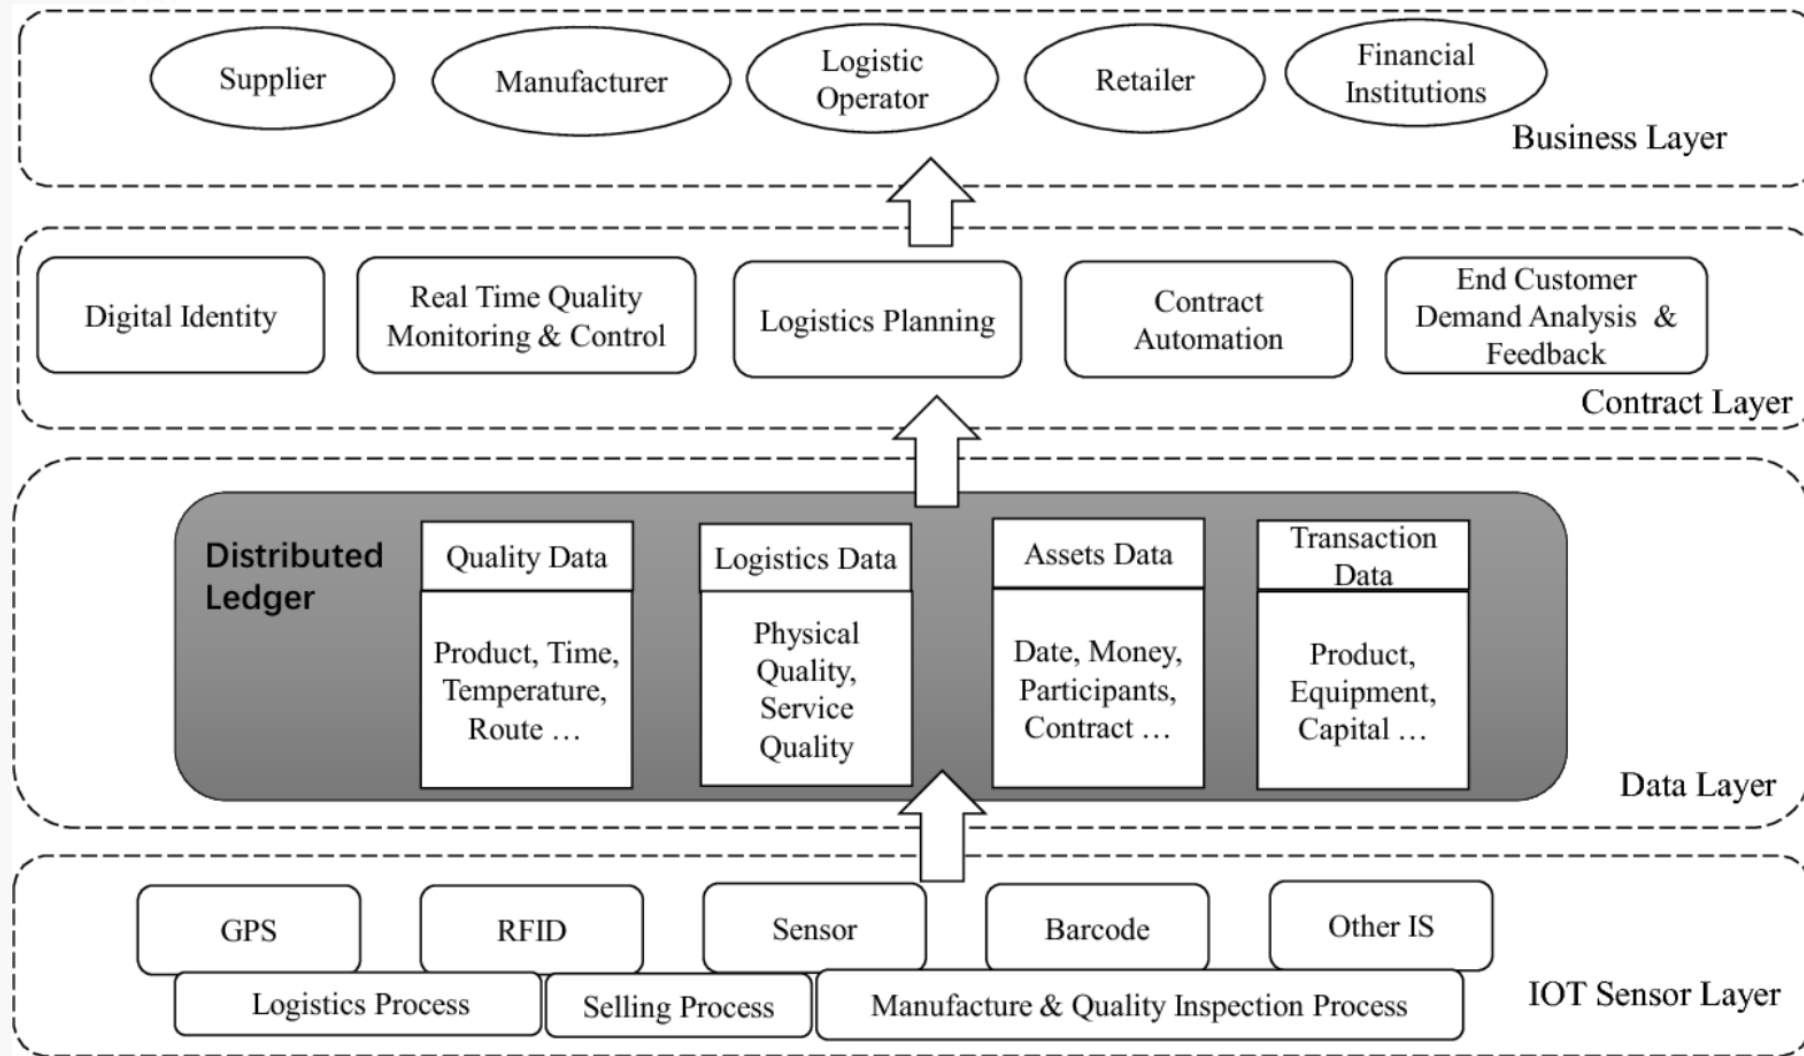 Supplier
Manufacturer
Logistic
Operator
Retailer
Financial
Institutions
Business Layer
Digital Identity
Real Time Quality
Monitoring & Control
Logistics Planning
Contract
Automation
End Customer
Demand Analysis &
Feedback
Contract Layer
Distributed
Ledger
Quality Data
Product, Time,
Temperature,
Route …
Logistics Data
Physical
Quality,
Service
Quality
Assets Data
Date, Money,
Participants,
Contract …
Transaction
Data
Product,
Equipment,
Capital …
Data Layer
GPS
RFID
Sensor
Barcode
Other IS
Logistics Process
Selling Process
Manufacture & Quality Inspection Process
IOT Sensor Layer